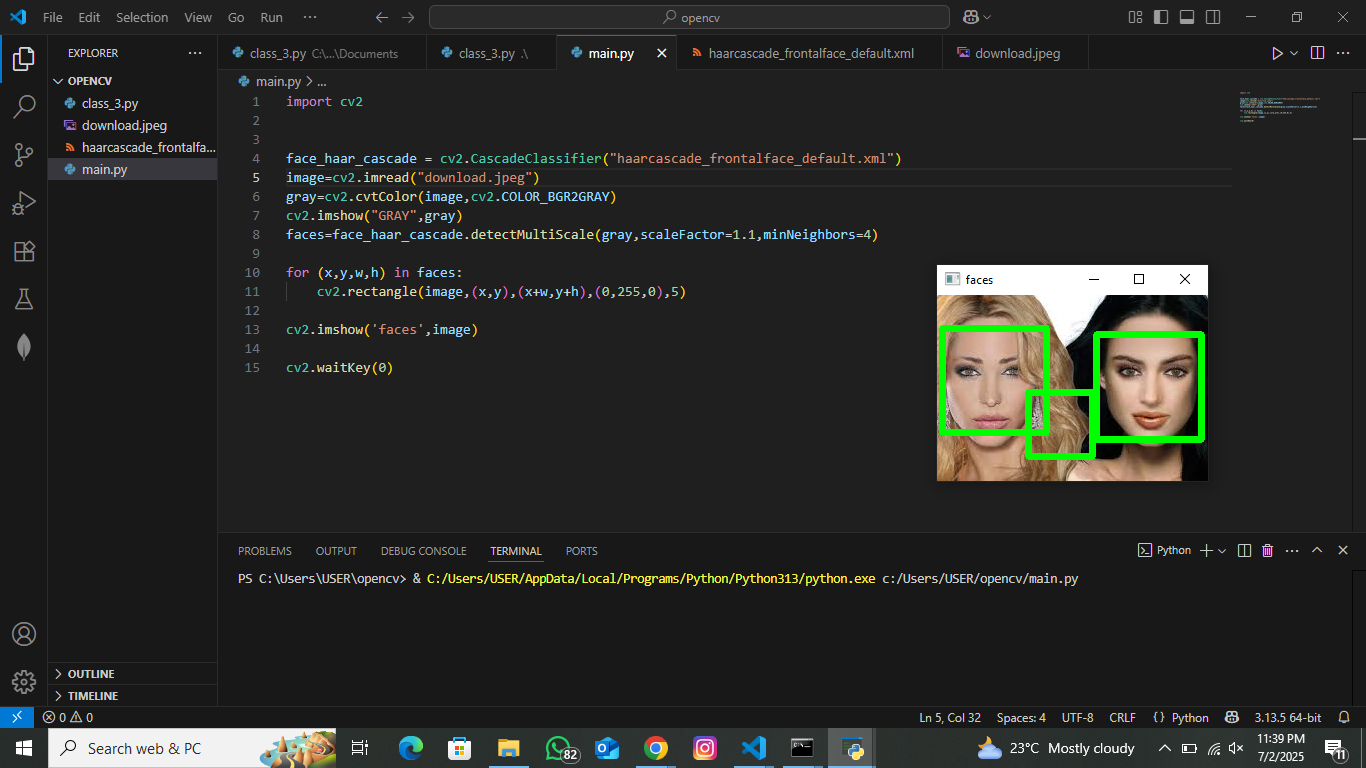 File Edit Selection View Go Run ··· opencv
EXPLORER ···
class_3.py C:\...\Documents class_3.py .\ main.py haarcascade_frontalface_default.xml download.jpeg
OPENCV
class_3.py
download.jpeg
haarcascade_frontalfa...
main.py
main.py > ...
1 import cv2
2
3
4 face_haar_cascade = cv2.CascadeClassifier("haarcascade_frontalface_default.xml")
5 image=cv2.imread("download.jpeg")
6 gray=cv2.cvtColor(image,cv2.COLOR_BGR2GRAY)
7 cv2.imshow("GRAY",gray)
8 faces=face_haar_cascade.detectMultiScale(gray,scaleFactor=1.1,minNeighbors=4)
9
10 for (x,y,w,h) in faces:
11     cv2.rectangle(image,(x,y),(x+w,y+h),(0,255,0),5)
12
13 cv2.imshow('faces',image)
14
15 cv2.waitKey(0)
faces
PROBLEMS OUTPUT DEBUG CONSOLE TERMINAL PORTS Python
PS C:\Users\USER\opencv> & C:/Users/USER/AppData/Local/Programs/Python/Python313/python.exe c:/Users/USER/opencv/main.py
OUTLINE
TIMELINE
0 0 Ln 5, Col 32 Spaces: 4 UTF-8 CRLF {} Python 3.13.5 64-bit
Search web & PC 82 23°C Mostly cloudy 11:39 PM
7/2/2025 11